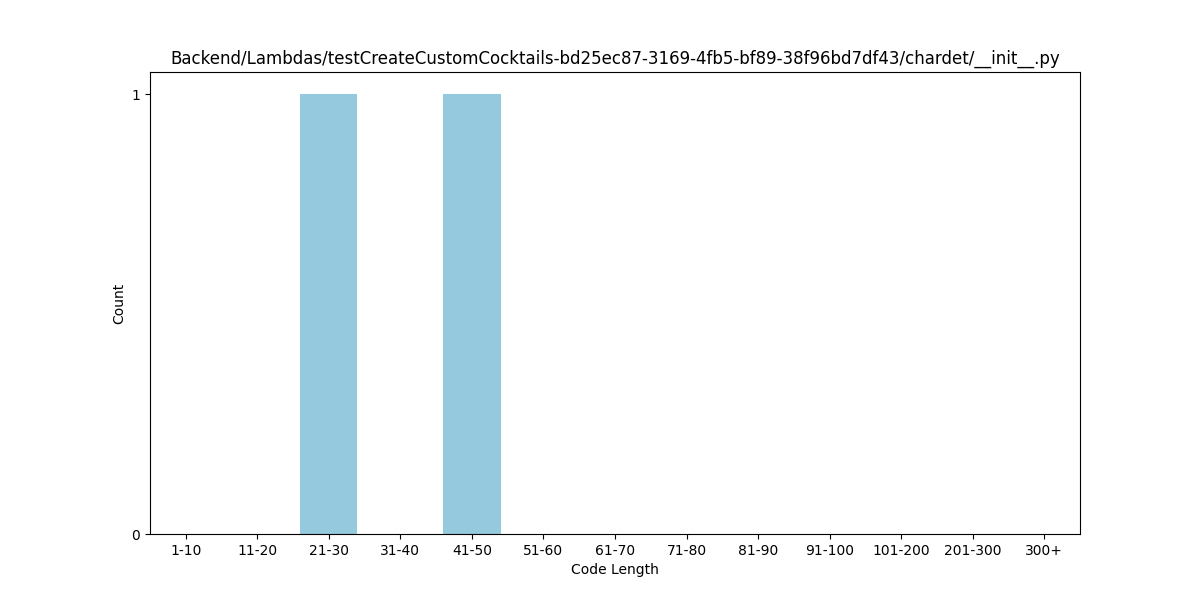 Backend/Lambdas/testCreateCustomCocktails-bd25ec87-3169-4fb5-bf89-38f96bd7df43/chardet/__init__.py
1
Count
0
1-10 11-20 21-30 31-40 41-50 51-60 61-70 71-80 81-90 91-100 101-200 201-300 300+
Code Length